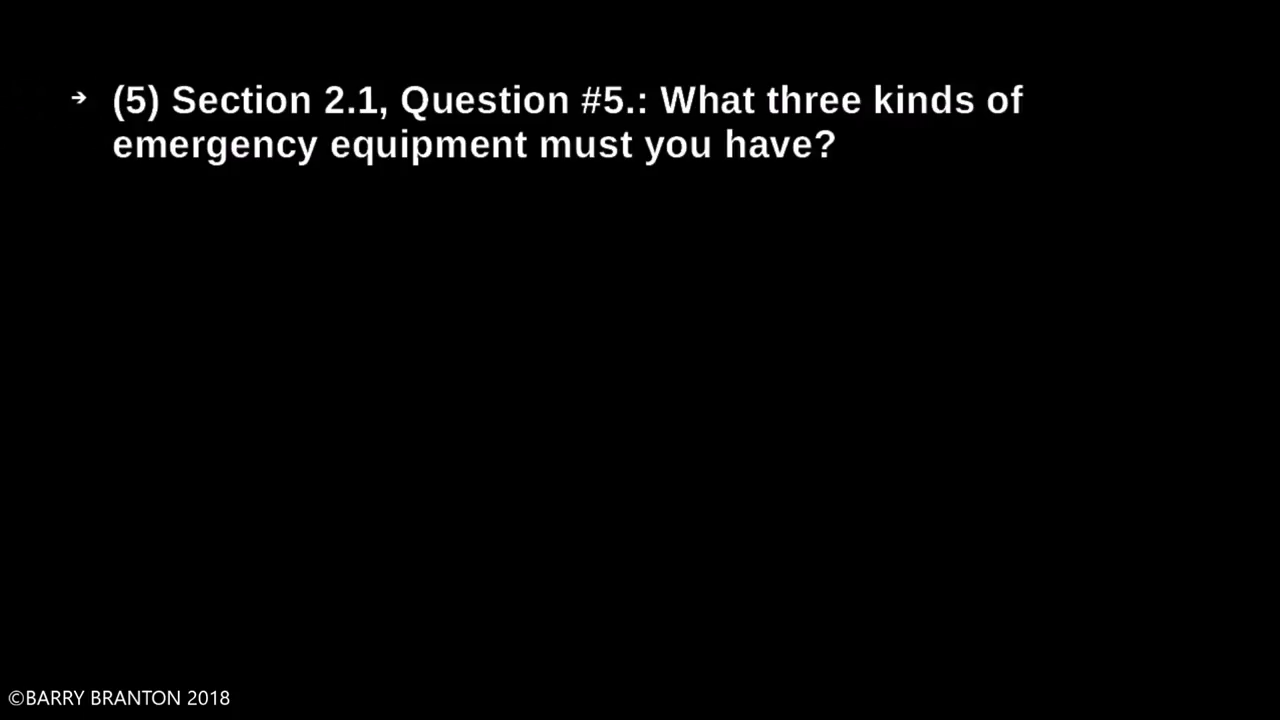 ➔ (5) Section 2.1, Question #5.: What three kinds of
emergency equipment must you have?
©BARRY BRANTON 2018